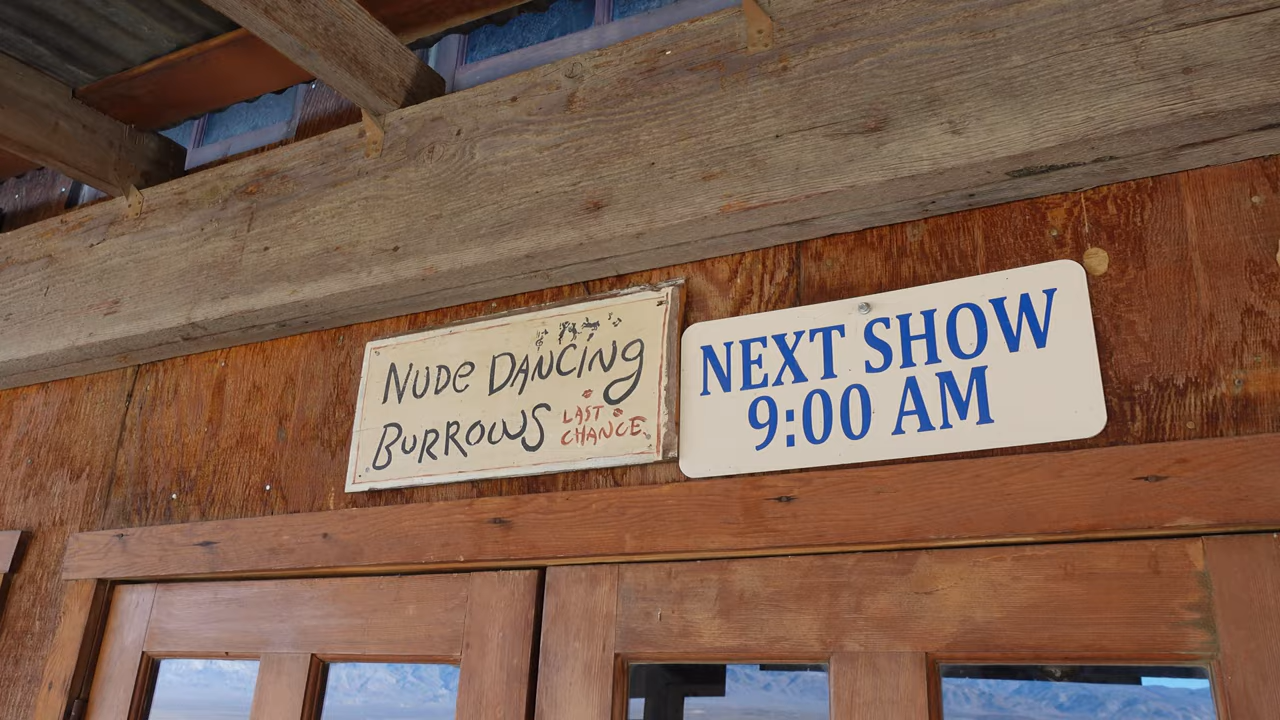 NUDE DANCING
BURROWS
LAST
CHANCE
NEXT SHOW
9:00 AM